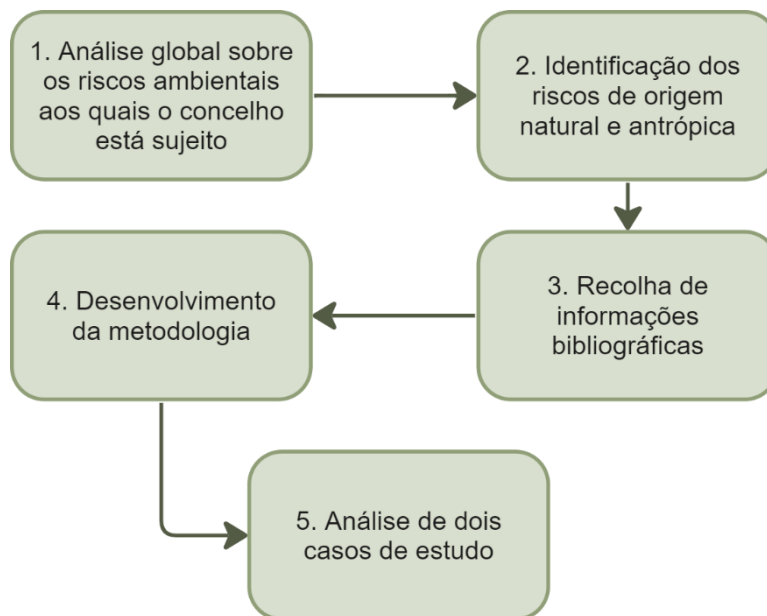 1. Análise global sobre
os riscos ambientais
aos quais o concelho
está sujeito
2. Identificação dos
riscos de origem
natural e antrópica
3. Recolha de
informações
bibliográficas
4. Desenvolvimento
da metodologia
5. Análise de dois
casos de estudo